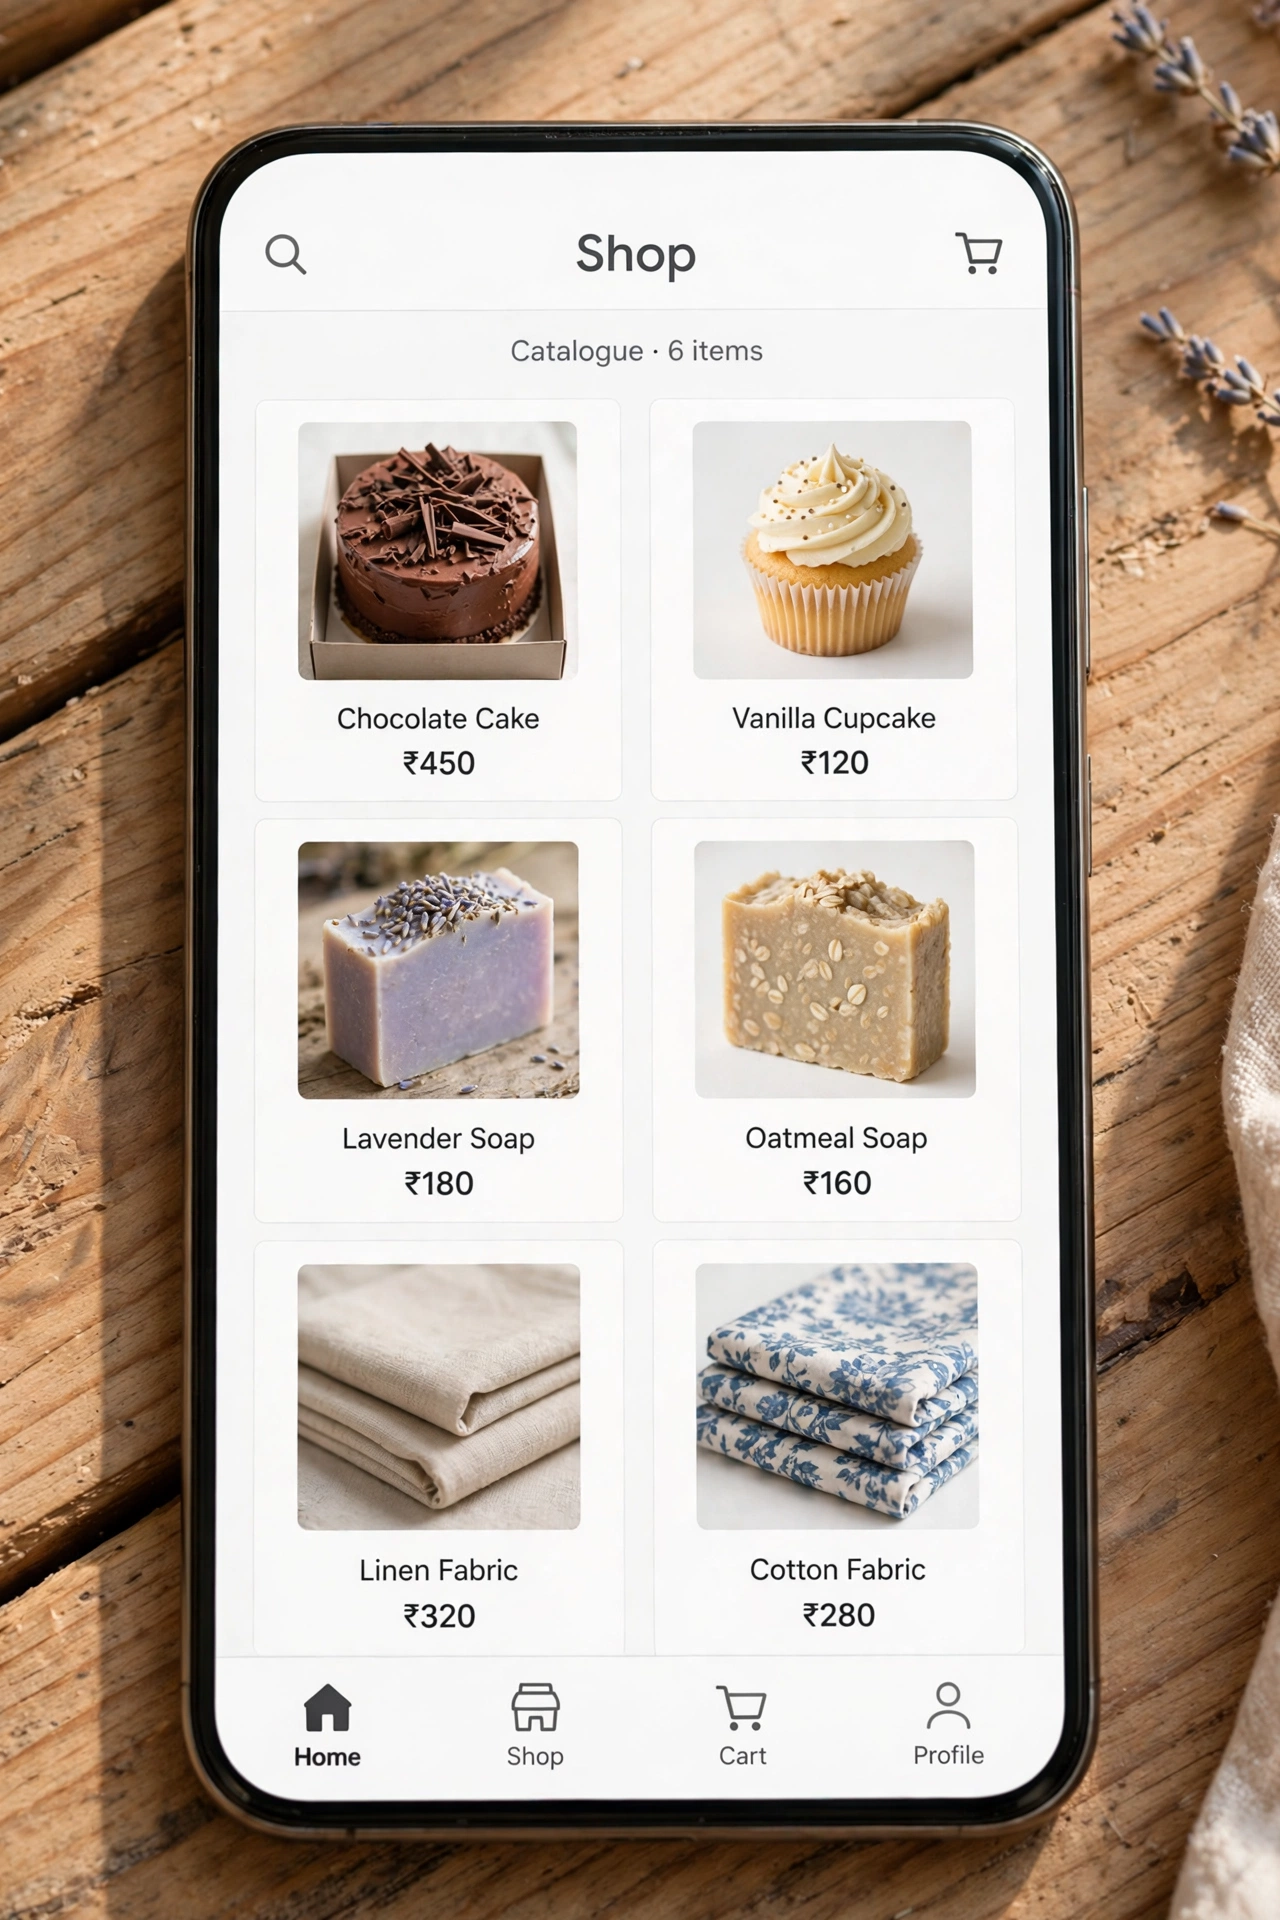 Shop
Catalogue · 6 items
Chocolate Cake
₹450
Vanilla Cupcake
₹120
Lavender Soap
₹180
Oatmeal Soap
₹160
Linen Fabric
₹320
Cotton Fabric
₹280
Home
Shop
Cart
Profile